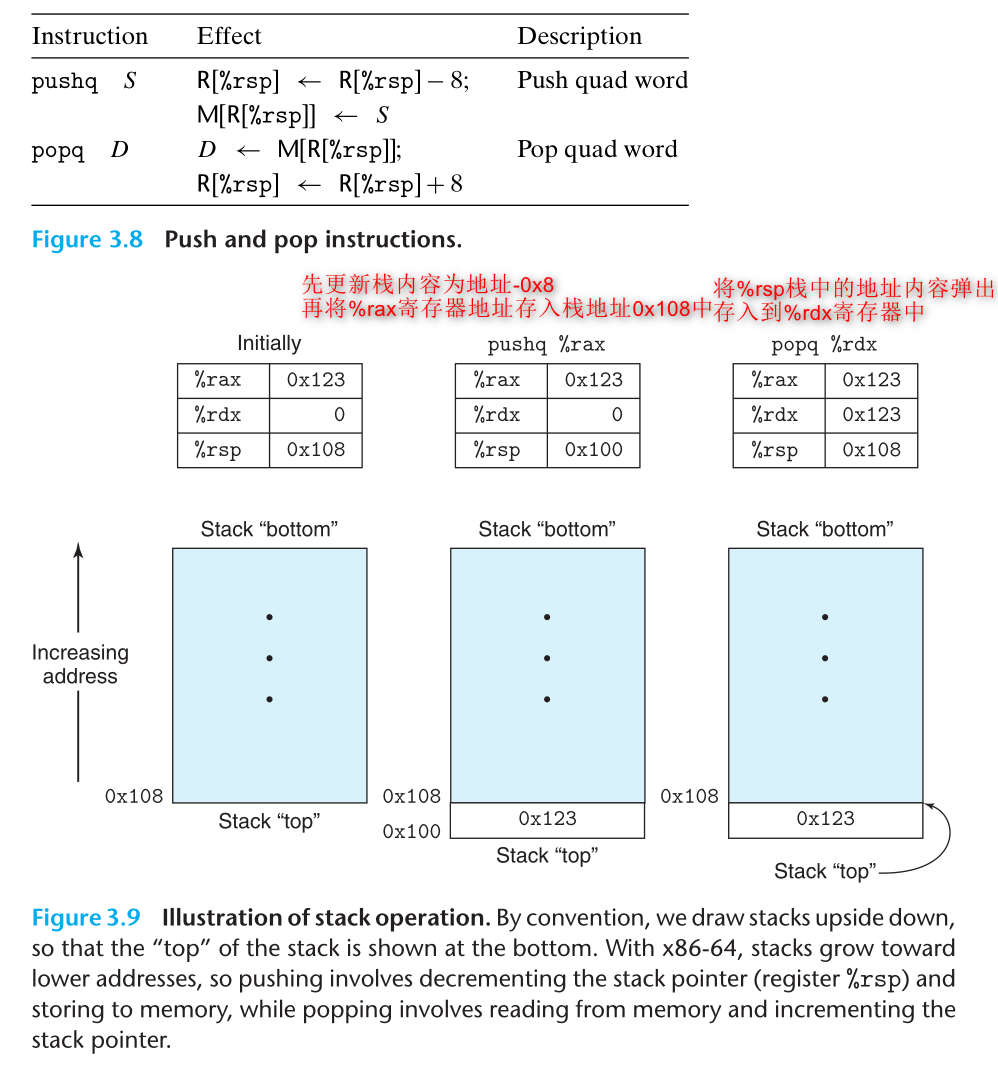 Instruction Effect Description
pushq S R[%rsp] ← R[%rsp] − 8; Push quad word
M[R[%rsp]] ← S
popq D D ← M[R[%rsp]]; Pop quad word
R[%rsp] ← R[%rsp] + 8
Figure 3.8 Push and pop instructions.
先更新栈内容为地址-0x8
再将%rax寄存器地址存入栈地址0x108中
将%rsp栈中的地址内容弹出
存入到%rdx寄存器中
Initially
%rax 0x123
%rdx 0
%rsp 0x108
pushq %rax
%rax 0x123
%rdx 0
%rsp 0x100
popq %rdx
%rax 0x123
%rdx 0x123
%rsp 0x108
Stack “bottom” Stack “bottom” Stack “bottom”
Increasing
address
0x108
Stack “top”
0x108
0x123
0x100
Stack “top”
0x108
0x123
Stack “top”
Figure 3.9 Illustration of stack operation. By convention, we draw stacks upside down,
so that the “top” of the stack is shown at the bottom. With x86-64, stacks grow toward
lower addresses, so pushing involves decrementing the stack pointer (register %rsp) and
storing to memory, while popping involves reading from memory and incrementing the
stack pointer.